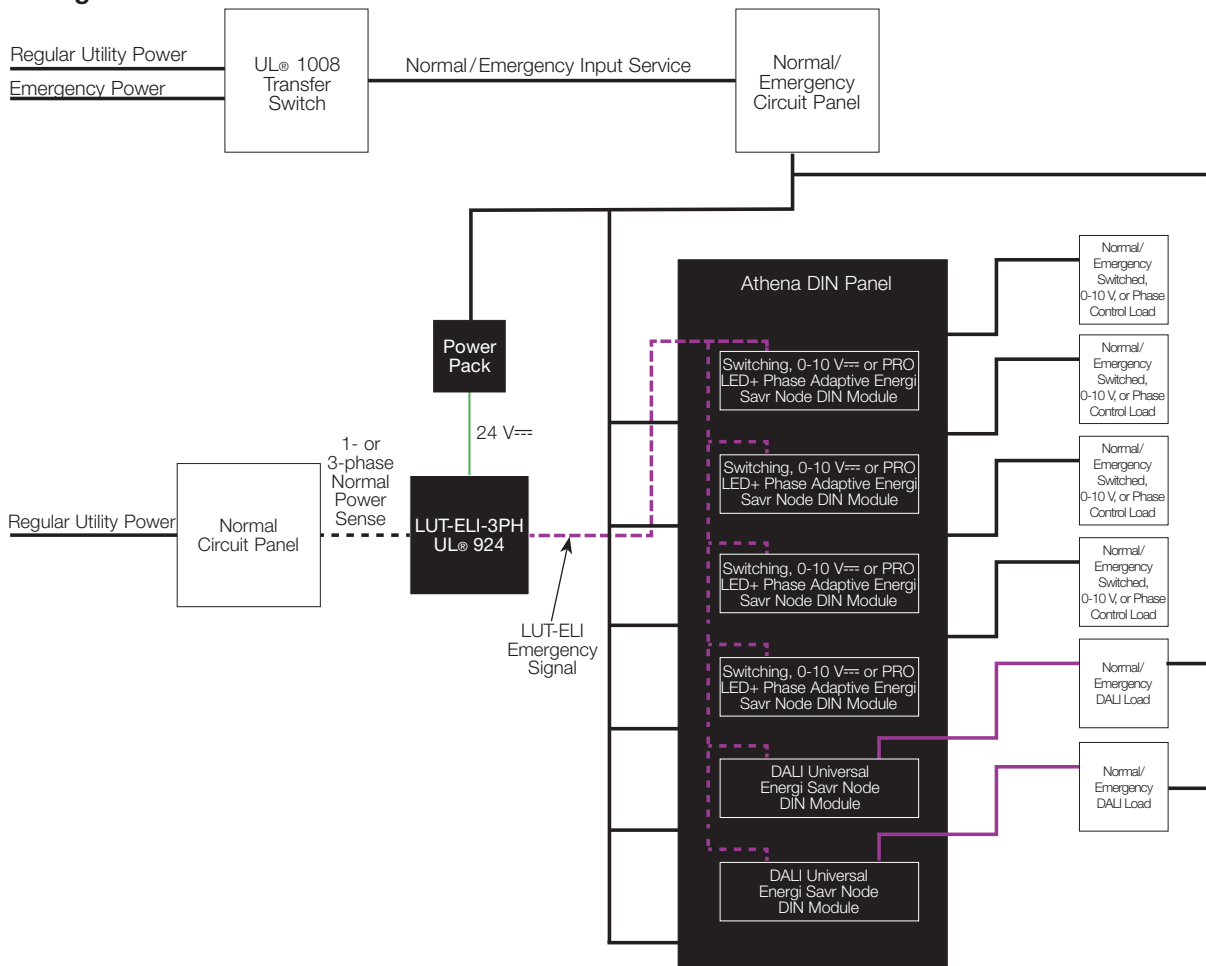 Regular Utility Power
Emergency Power
UL® 1008
Transfer
Switch
Normal/Emergency Input Service
Normal/
Emergency
Circuit Panel
Power
Pack
24 V⎓
1- or
3-phase
Normal
Power
Sense
Regular Utility Power
Normal
Circuit Panel
LUT-ELI-3PH
UL® 924
LUT-ELI
Emergency
Signal
Athena DIN Panel
Switching, 0-10 V⎓ or PRO
LED+ Phase Adaptive Energi
Savr Node DIN Module
Switching, 0-10 V⎓ or PRO
LED+ Phase Adaptive Energi
Savr Node DIN Module
Switching, 0-10 V⎓ or PRO
LED+ Phase Adaptive Energi
Savr Node DIN Module
Switching, 0-10 V⎓ or PRO
LED+ Phase Adaptive Energi
Savr Node DIN Module
DALI Universal
Energi Savr Node
DIN Module
DALI Universal
Energi Savr Node
DIN Module
Normal/
Emergency
Switched,
0-10 V, or Phase
Control Load
Normal/
Emergency
Switched,
0-10 V, or Phase
Control Load
Normal/
Emergency
Switched,
0-10 V, or Phase
Control Load
Normal/
Emergency
Switched,
0-10 V, or Phase
Control Load
Normal/
Emergency
DALI Load
Normal/
Emergency
DALI Load